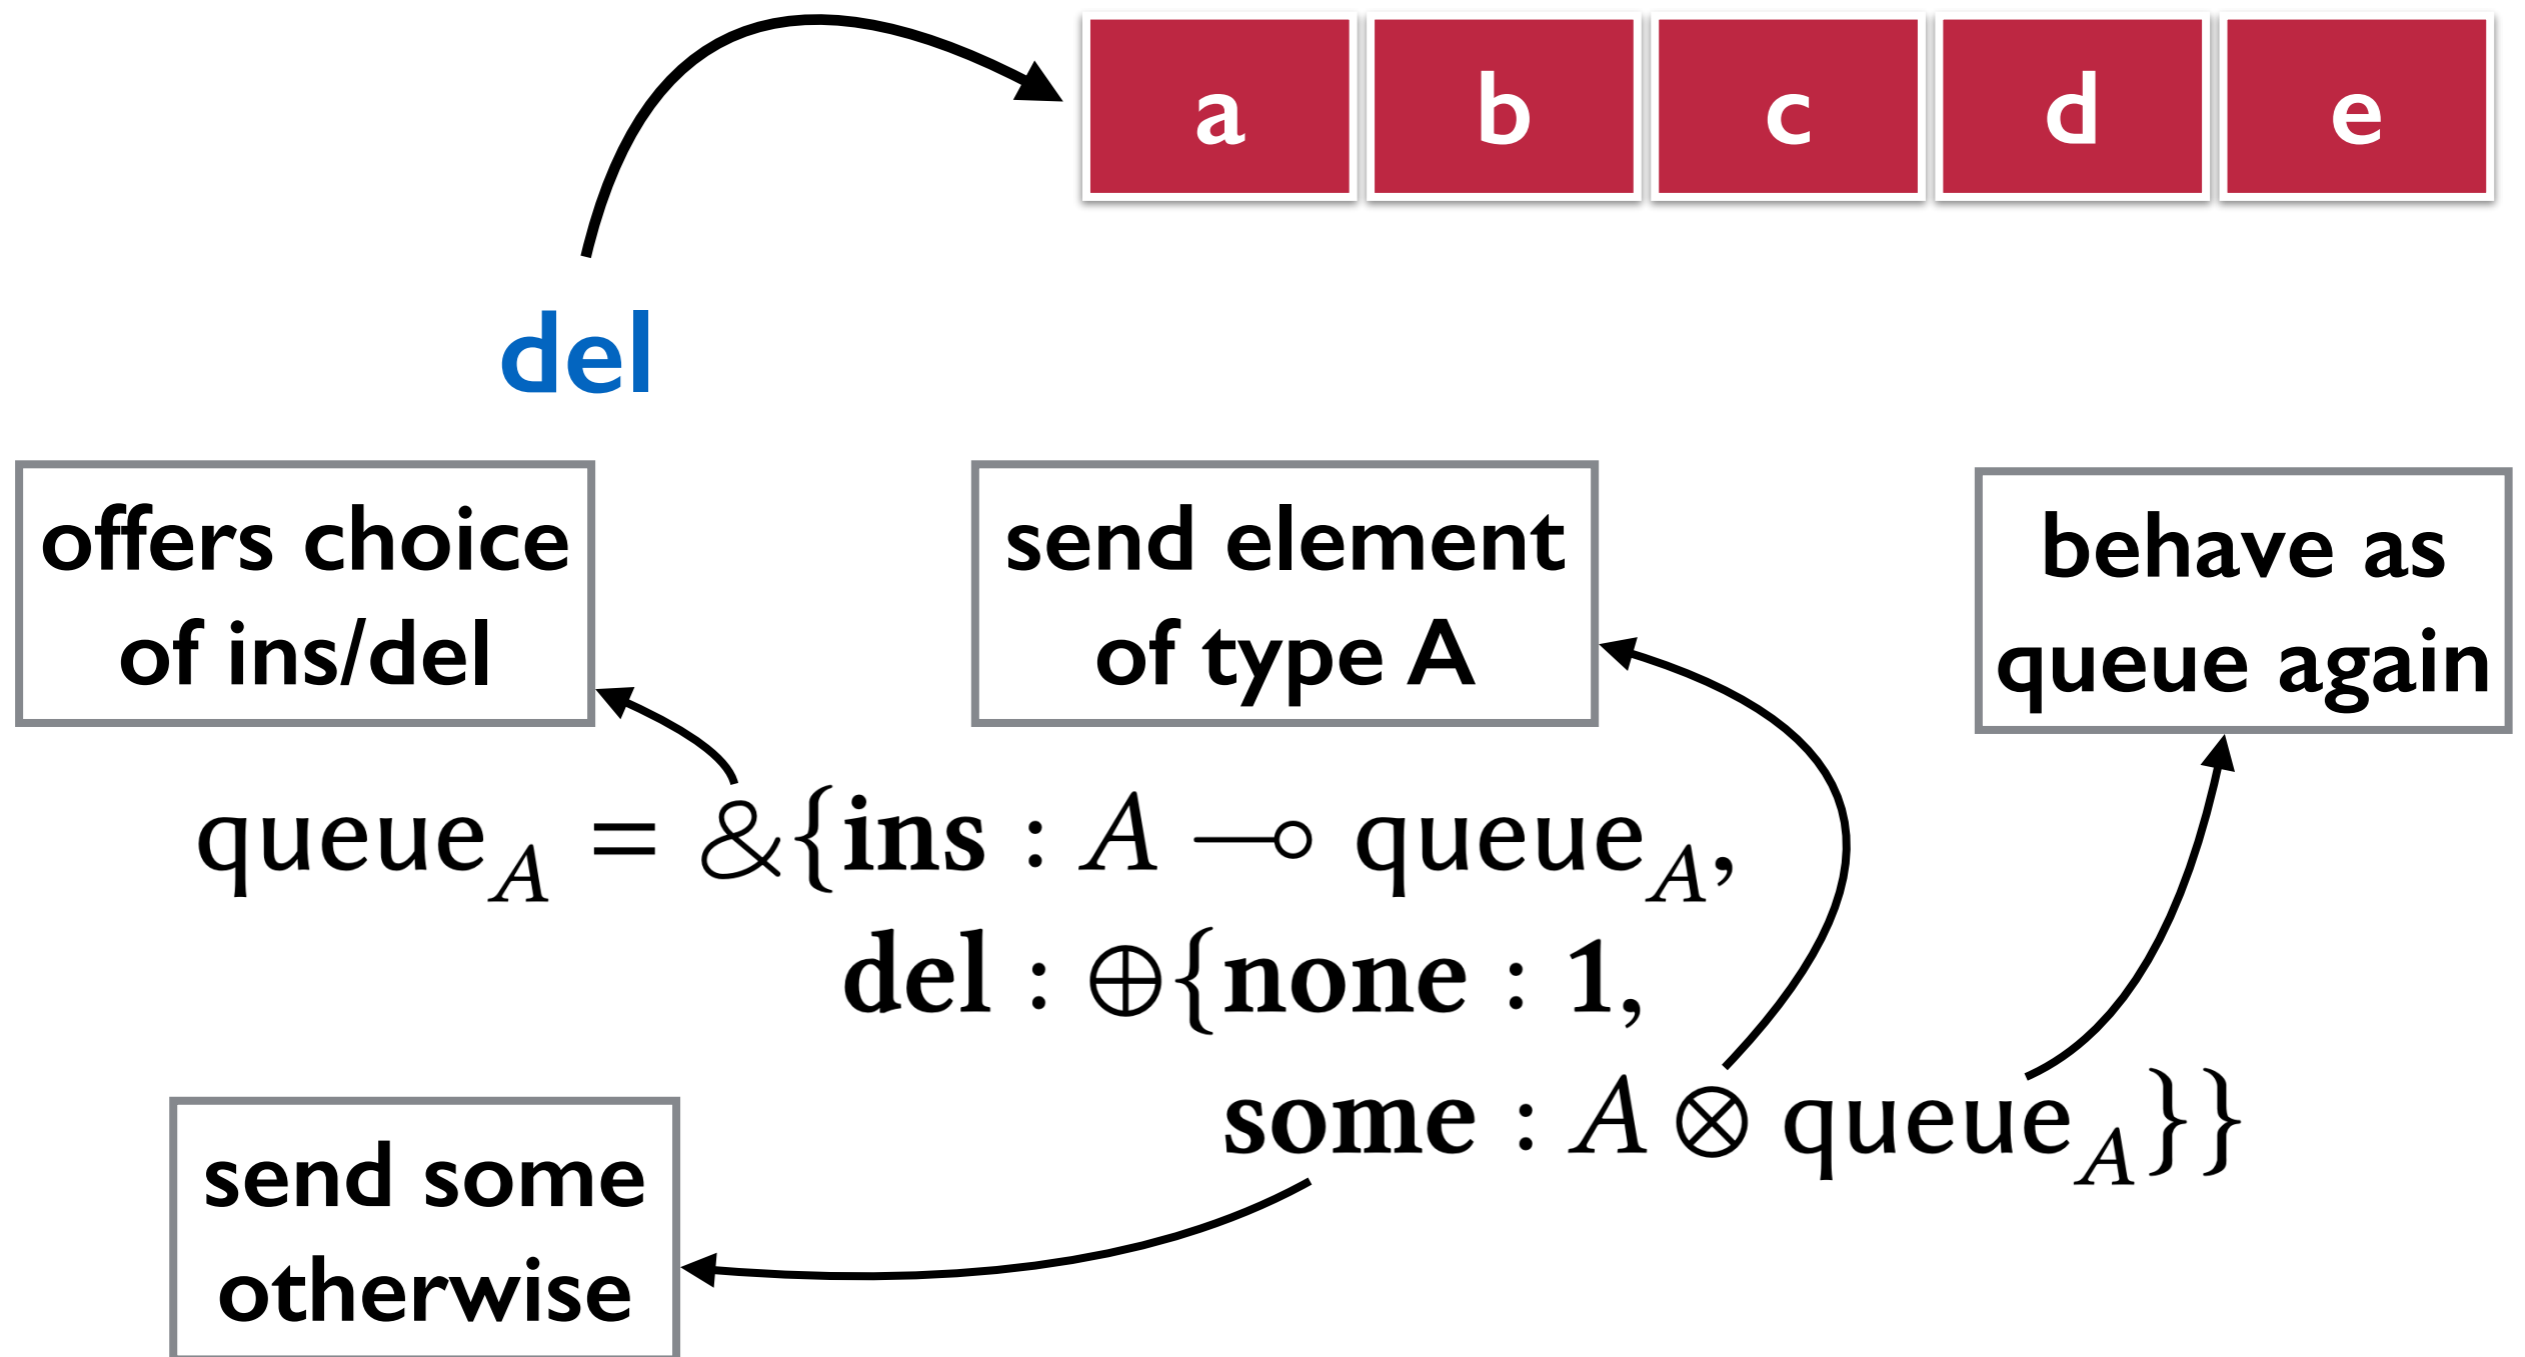 a b c d e
del
offers choice
of ins/del
send element
of type A
behave as
queue again
queue_A = &{ins : A ⊸ queue_A,
del : ⊕{none : 1,
some : A ⊗ queue_A}}
send some
otherwise